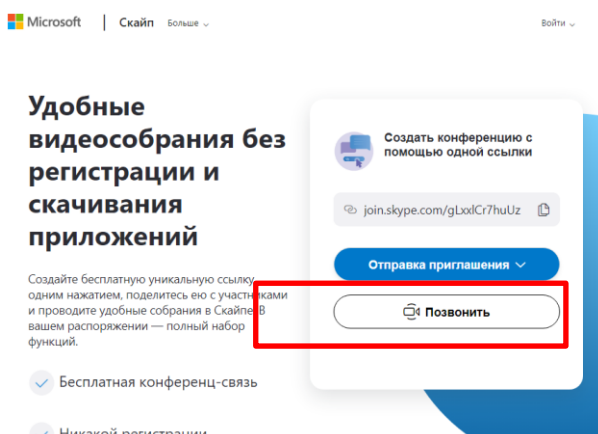 Microsoft | Скайп Больше
Войти
Удобные
видеособрания без
регистрации и
скачивания
приложений
Создайте бесплатную уникальную ссылку
одним нажатием, поделитесь ею с участниками
и проводите удобные собрания в Скайпе. В
вашем распоряжении — полный набор
функций.
Бесплатная конференц-связь
Никакой регистрации
Создать конференцию с
помощью одной ссылки
join.skype.com/gLxxlCr7huUz
Отправка приглашения
Позвонить